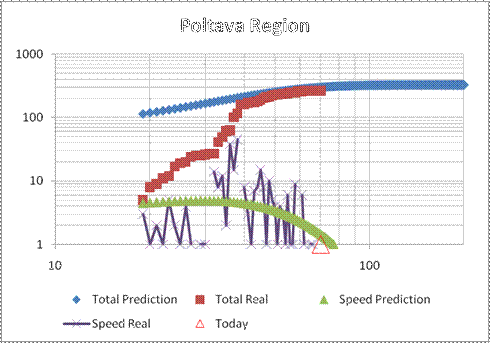 Poltava Region
1000
100
10
1
10
100
Total Prediction
Total Real
Speed Prediction
Speed Real
Today